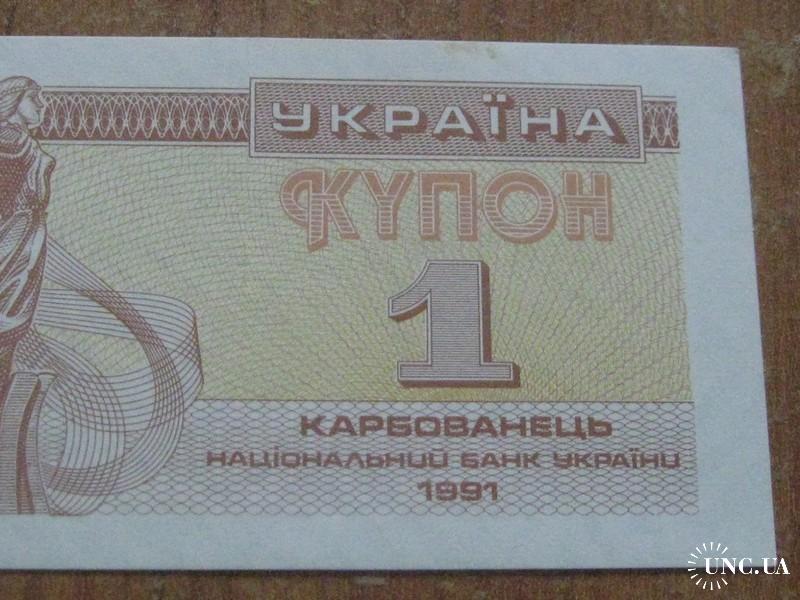 УКРАЇНА
КУПОН
1
КАРБОВАНЕЦЬ
НАЦІОНАЛЬНИЙ БАНК УКРАЇНИ
1991
UNC.UA